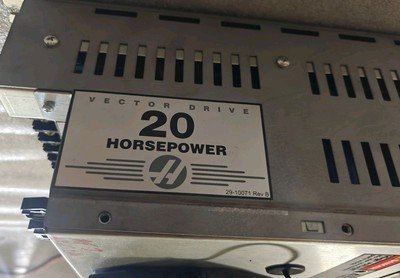 VECTOR DRIVE
20
HORSEPOWER
29-10071 Rev B